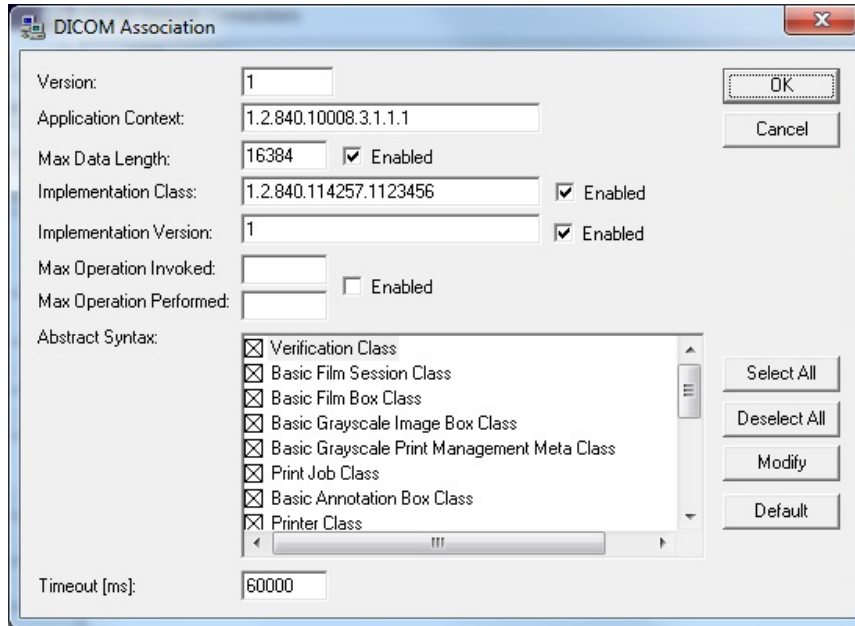 DICOM Association
Version: 1
OK
Application Context: 1.2.840.10008.3.1.1.1
Cancel
Max Data Length: 16384 Enabled
Implementation Class: 1.2.840.114257.1123456 Enabled
Implementation Version: 1 Enabled
Max Operation Invoked:
Enabled
Max Operation Performed:
Abstract Syntax:
Verification Class
Basic Film Session Class
Basic Film Box Class
Basic Grayscale Image Box Class
Basic Grayscale Print Management Meta Class
Print Job Class
Basic Annotation Box Class
Printer Class
Select All
Deselect All
Modify
Default
Timeout [ms]: 60000